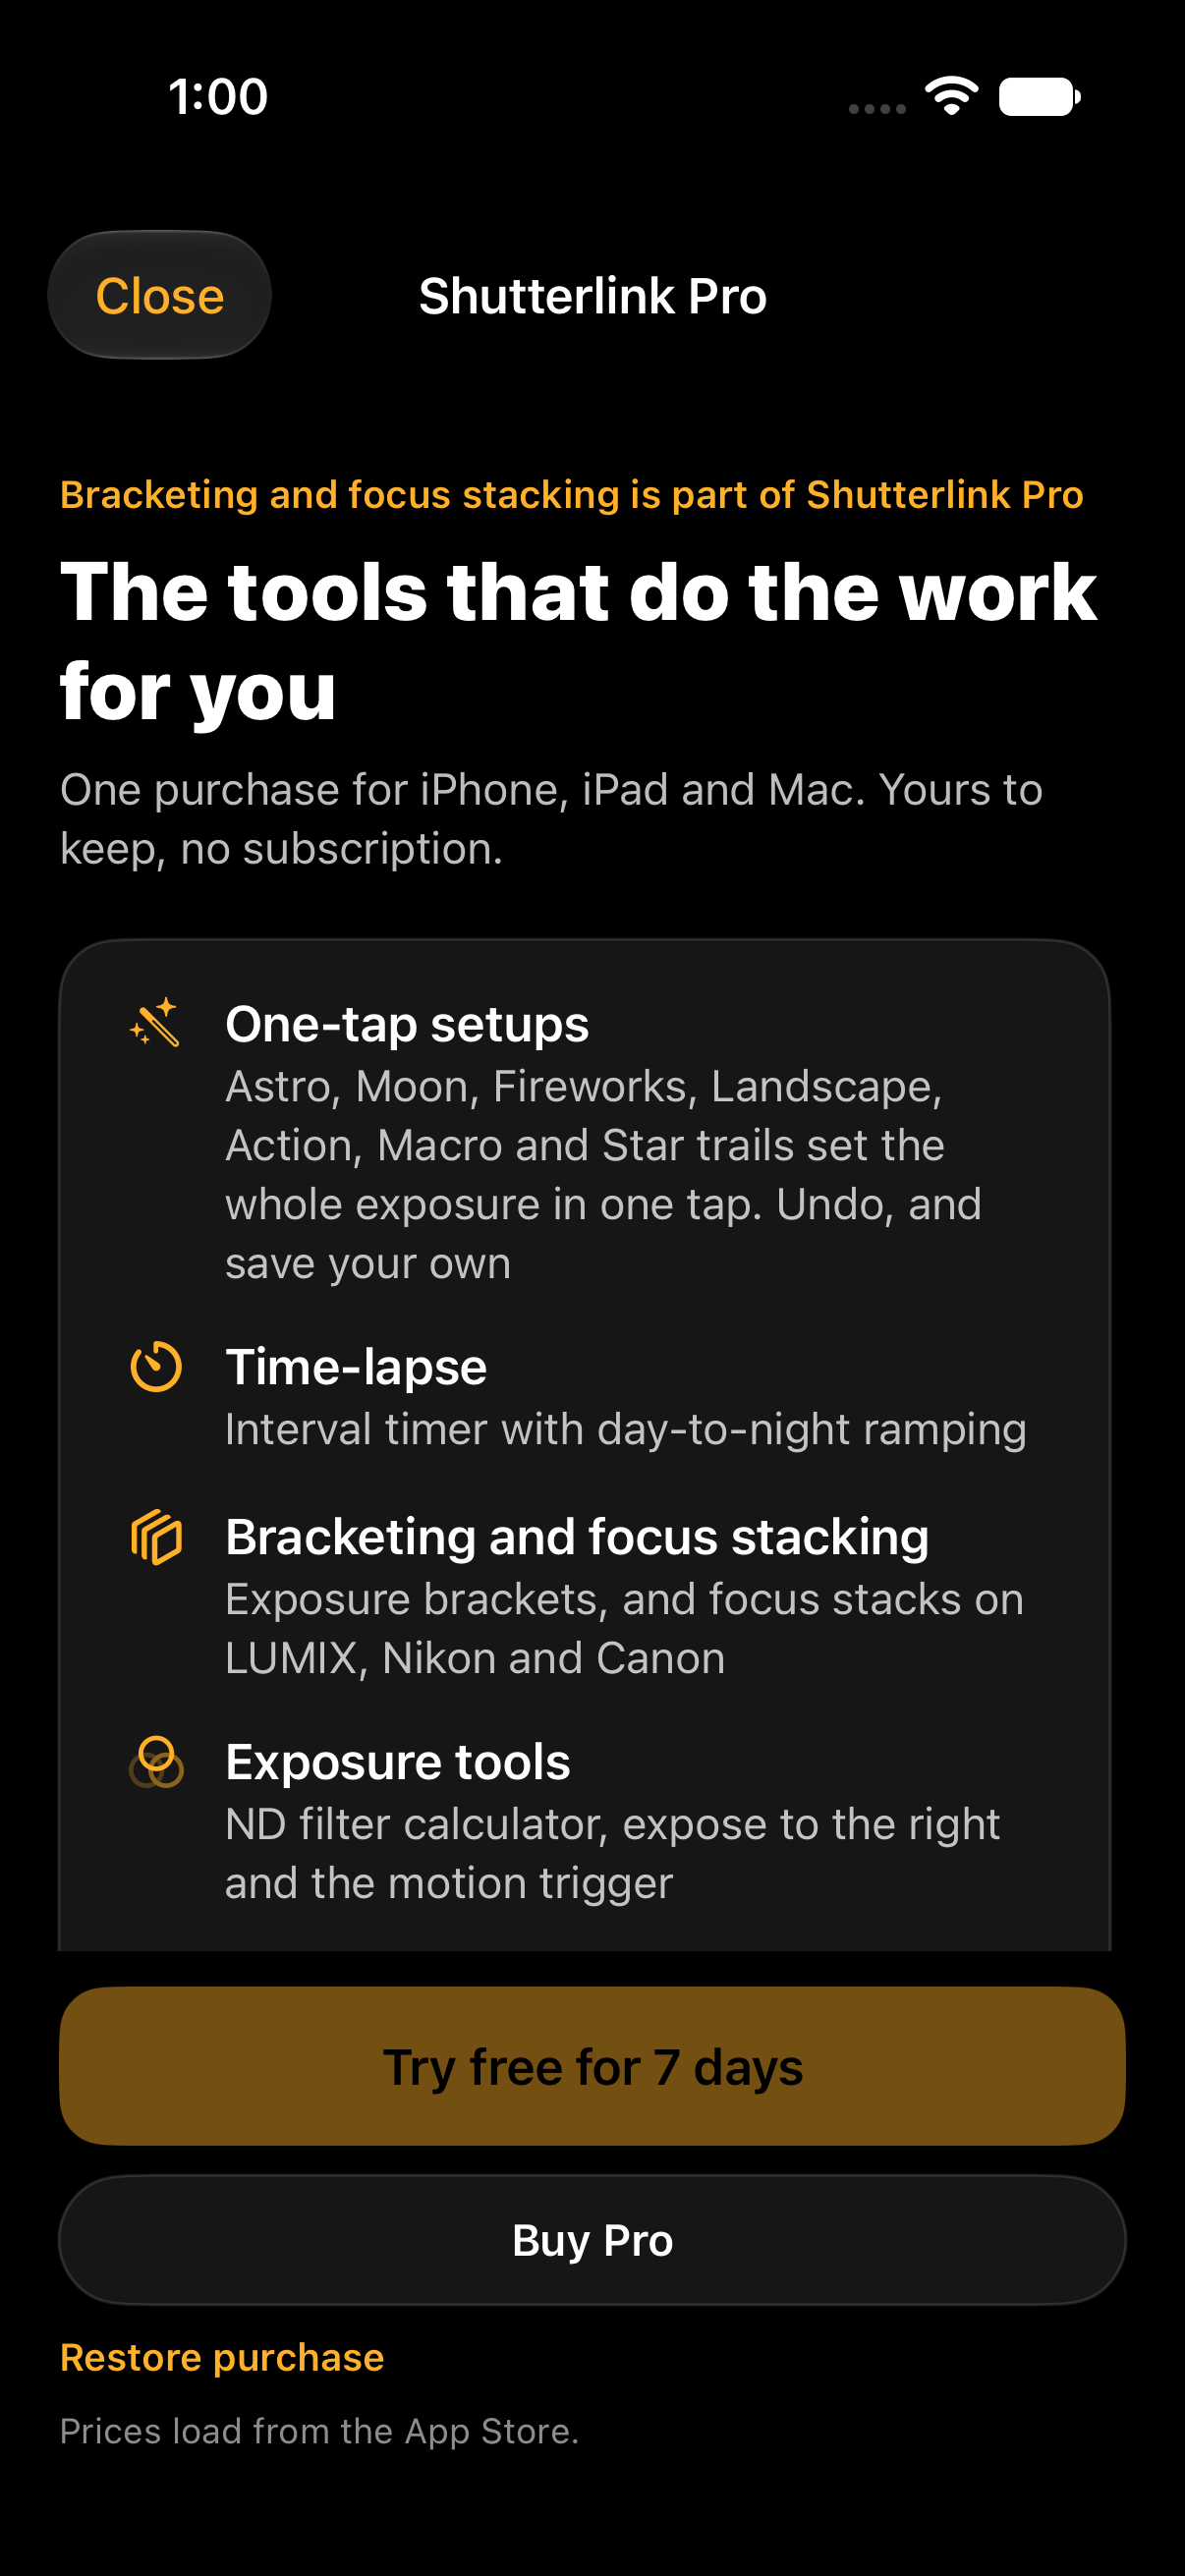 1:00
Close
Shutterlink Pro
Bracketing and focus stacking is part of Shutterlink Pro
The tools that do the work
for you
One purchase for iPhone, iPad and Mac. Yours to
keep, no subscription.
One-tap setups
Astro, Moon, Fireworks, Landscape,
Action, Macro and Star trails set the
whole exposure in one tap. Undo, and
save your own
Time-lapse
Interval timer with day-to-night ramping
Bracketing and focus stacking
Exposure brackets, and focus stacks on
LUMIX, Nikon and Canon
Exposure tools
ND filter calculator, expose to the right
and the motion trigger
Try free for 7 days
Buy Pro
Restore purchase
Prices load from the App Store.